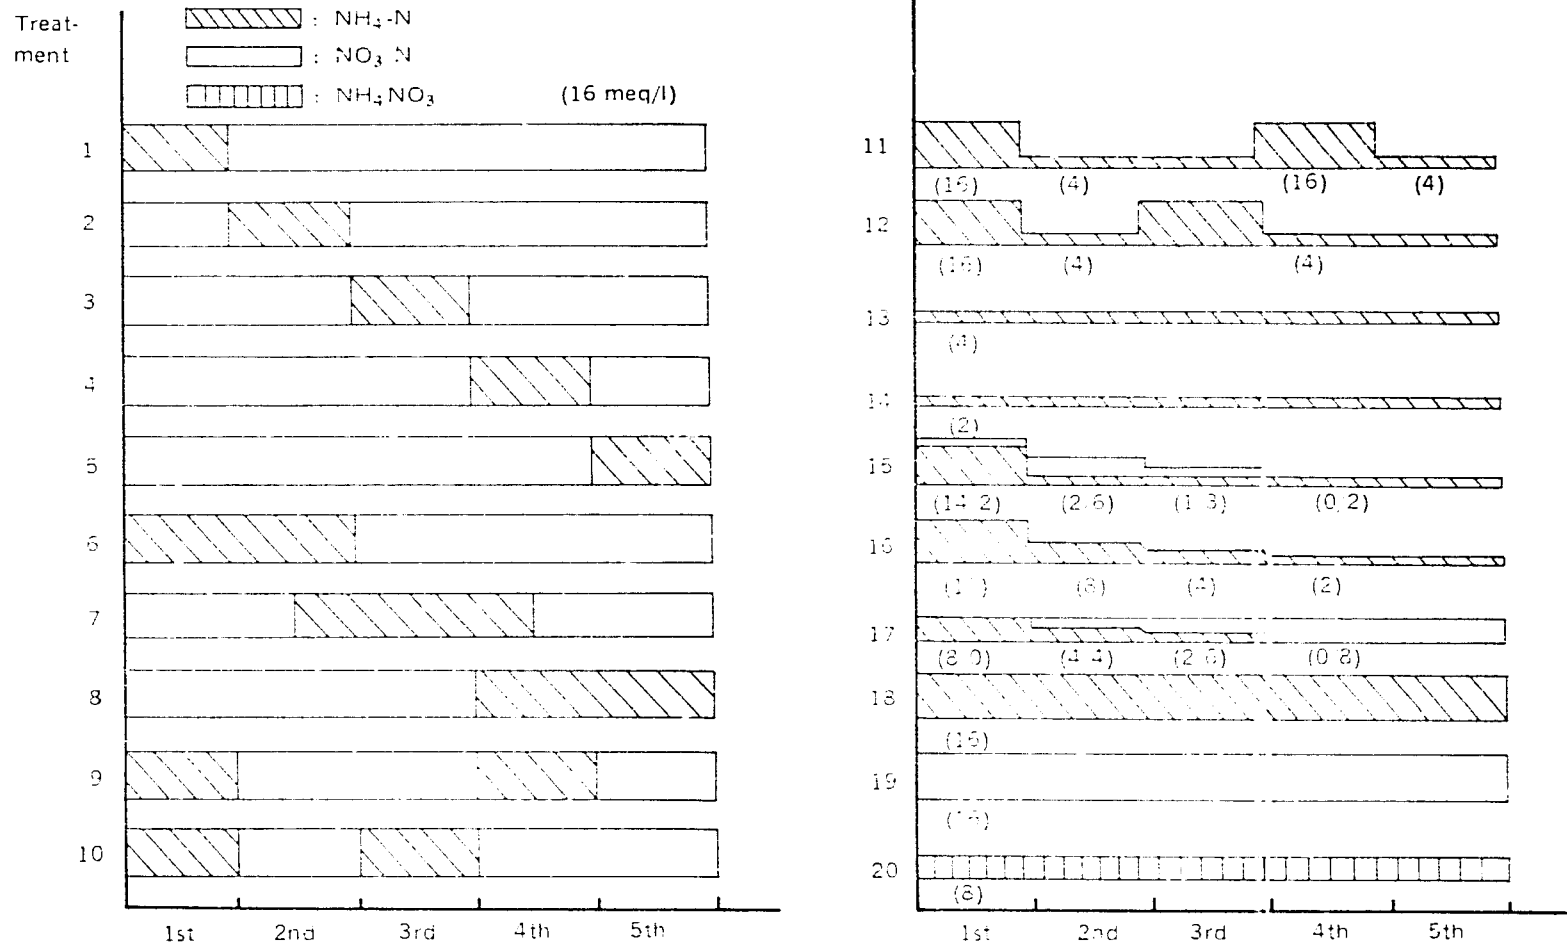 Treat-
ment
: NH₄-N
: NO₃ N
: NH₄NO₃ (16 meq/l)
1
2
3
4
5
6
7
8
9
10
1st 2nd 3rd 4th 5th
11
(16) (4) (16) (4)
12
(16) (4) (4)
13
(4)
14
(2)
15
(14 2) (2.6) (1 3) (0.2)
16
(8) (4) (2)
17
(8 0) (4 4) (2 6) (0 8)
18
(16)
19
(16)
20
(8)
1st 2nd 3rd 4th 5th